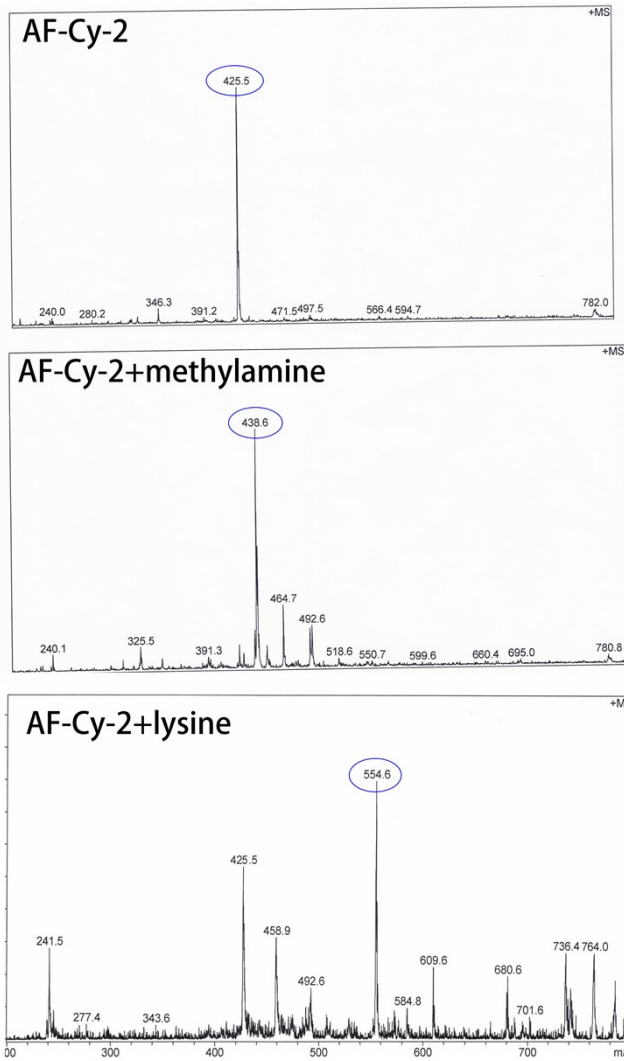 AF-Cy-2
+MS
425.5
240.0 280.2 346.3 391.2 471.5 497.5 566.4 594.7 782.0
AF-Cy-2+methylamine
+MS
438.6
240.1 325.5 391.3 464.7 492.6 518.6 550.7 599.6 660.4 695.0 780.8
AF-Cy-2+lysine
+M
554.6
425.5
241.5 277.4 343.6 458.9 492.6 584.8 609.6 680.6 701.6 736.4 764.0
00 300 400 500 600 700 800 m